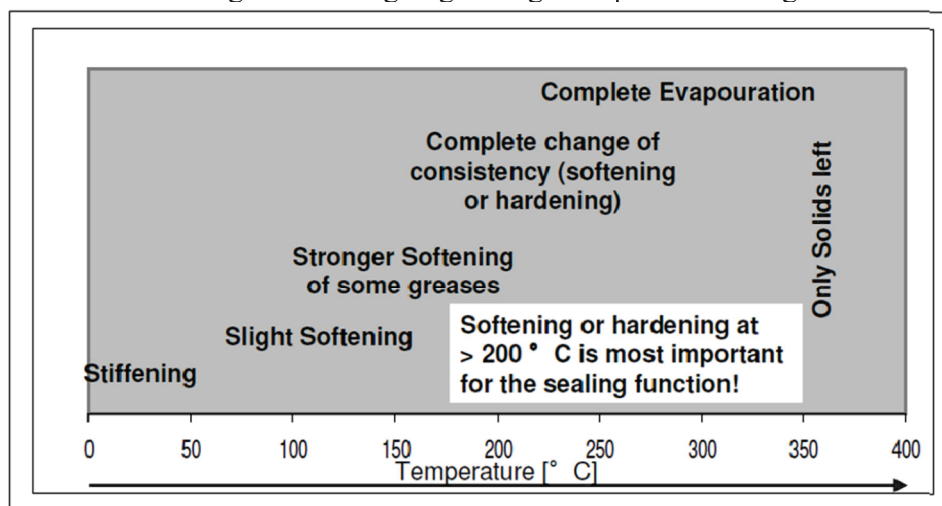 Complete Evapouration
Complete change of
consistency (softening
or hardening)
Only Solids left
Stronger Softening
of some greases
Slight Softening
Softening or hardening at
> 200 ° C is most important
for the sealing function!
Stiffening
0 50 100 150 200 250 300 350 400
Temperature [° C]